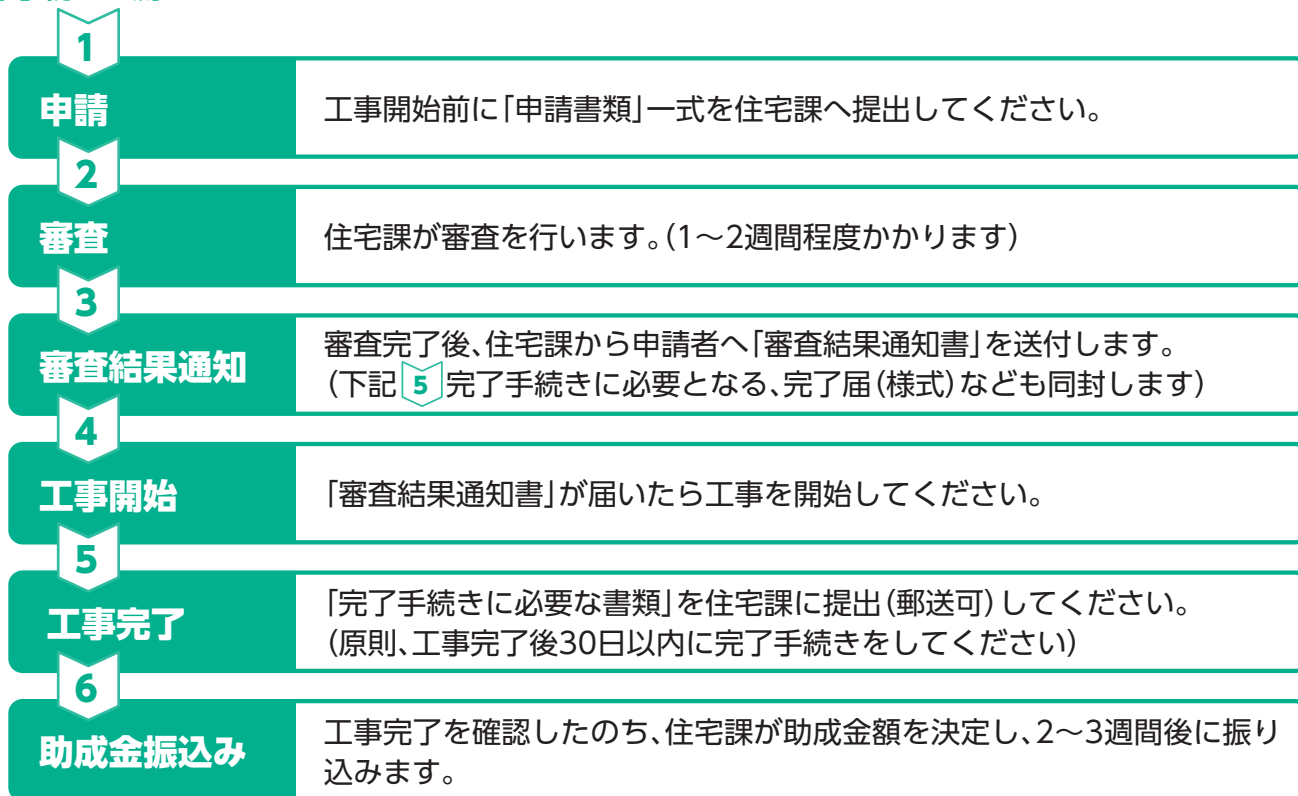 1
申請
工事開始前に「申請書類」一式を住宅課へ提出してください。
2
審査
住宅課が審査を行います。(1～2週間程度かかります)
3
審査結果通知
審査完了後、住宅課から申請者へ「審査結果通知書」を送付します。
(下記5完了手続きに必要となる、完了届(様式)なども同封します)
4
工事開始
「審査結果通知書」が届いたら工事を開始してください。
5
工事完了
「完了手続きに必要な書類」を住宅課に提出(郵送可)してください。
(原則、工事完了後30日以内に完了手続きをしてください)
6
助成金振込み
工事完了を確認したのち、住宅課が助成金額を決定し、2～3週間後に振り
込みます。